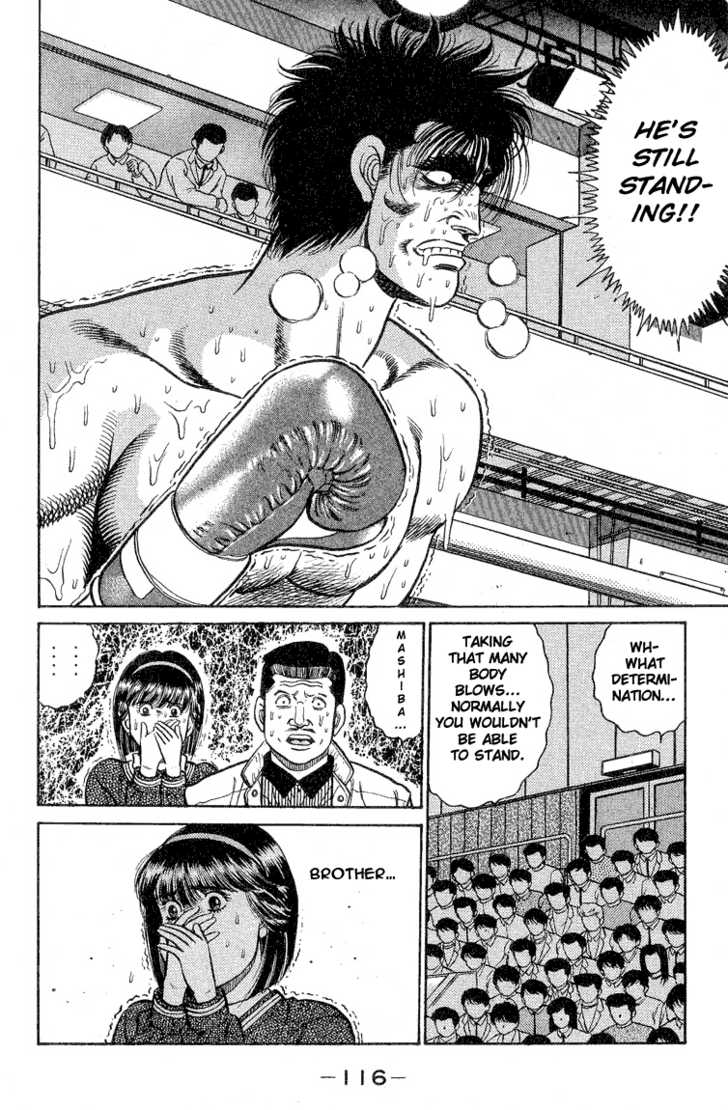 HE'S
STILL
STAND-
ING!!
WH-
WHAT
DETERMI-
NATION...
TAKING
THAT MANY
BODY
BLOWS...
NORMALLY
YOU WOULDN'T
BE ABLE
TO STAND.
MASHIBA...
......
BROTHER...
-116-